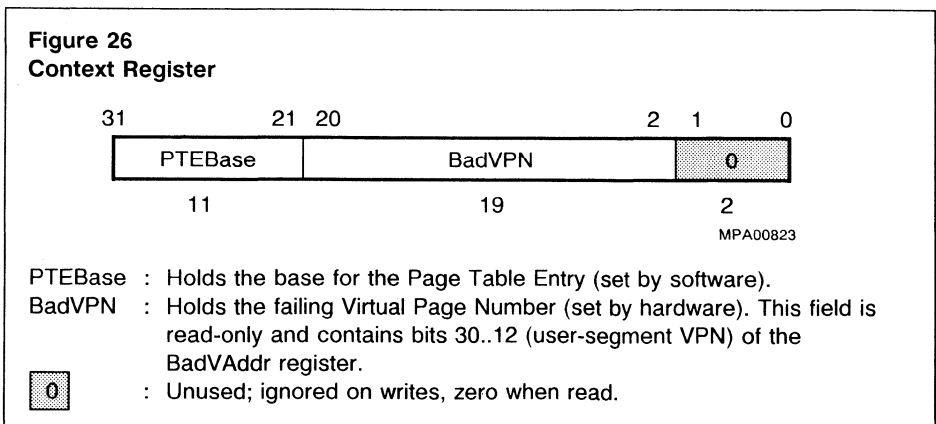 Figure 26
Context Register
31 21 20 2 1 0
PTEBase BadVPN 0
11 19 2
MPA00823
PTEBase : Holds the base for the Page Table Entry (set by software).
BadVPN : Holds the failing Virtual Page Number (set by hardware). This field is
read-only and contains bits 30..12 (user-segment VPN) of the
BadVAddr register.
0 : Unused; ignored on writes, zero when read.